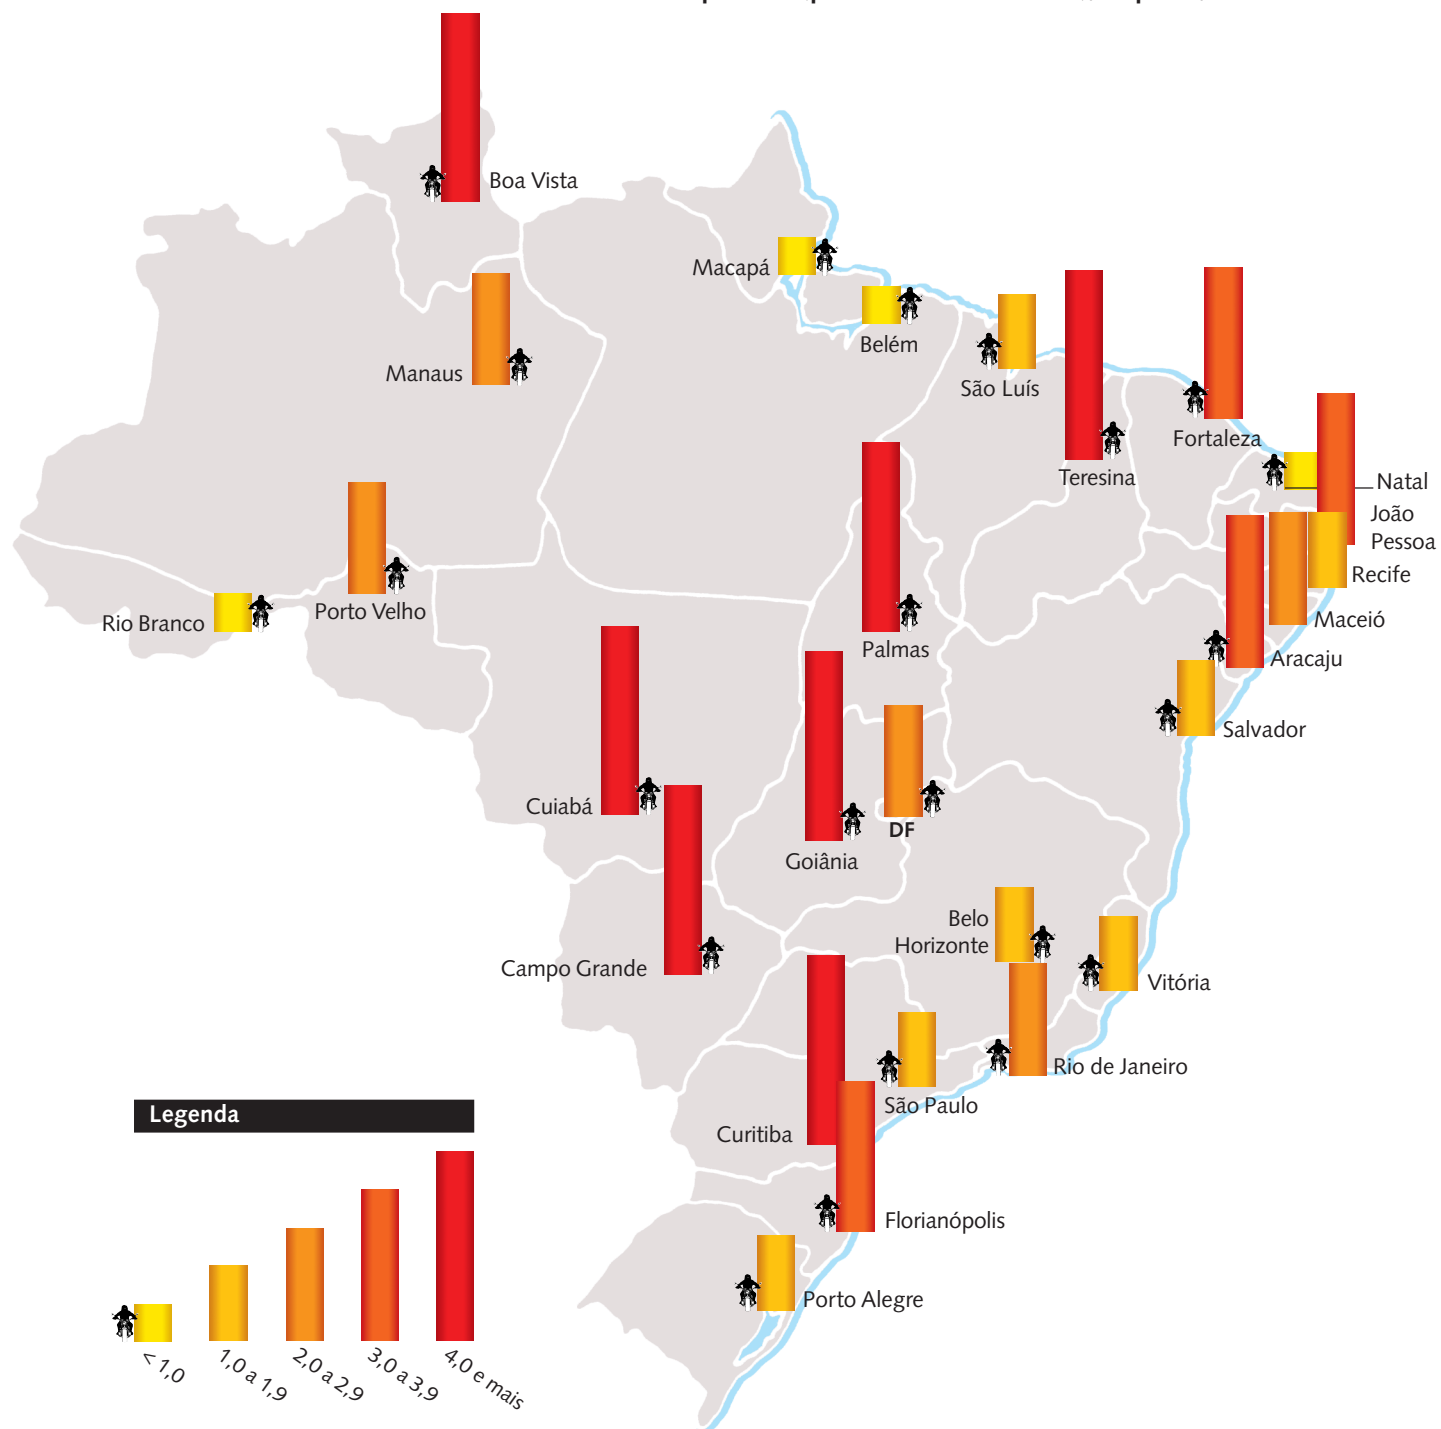 Boa Vista
Macapá
Belém
Manaus
São Luís
Fortaleza
Teresina
Natal
João
Pessoa
Recife
Porto Velho
Rio Branco
Maceió
Palmas
Aracaju
Salvador
Cuiabá
DF
Goiânia
Belo
Horizonte
Campo Grande
Vitória
Rio de Janeiro
São Paulo
Curitiba
Florianópolis
Porto Alegre
Legenda
< 1,0
1,0 a 1,9
2,0 a 2,9
3,0 a 3,9
4,0 e mais